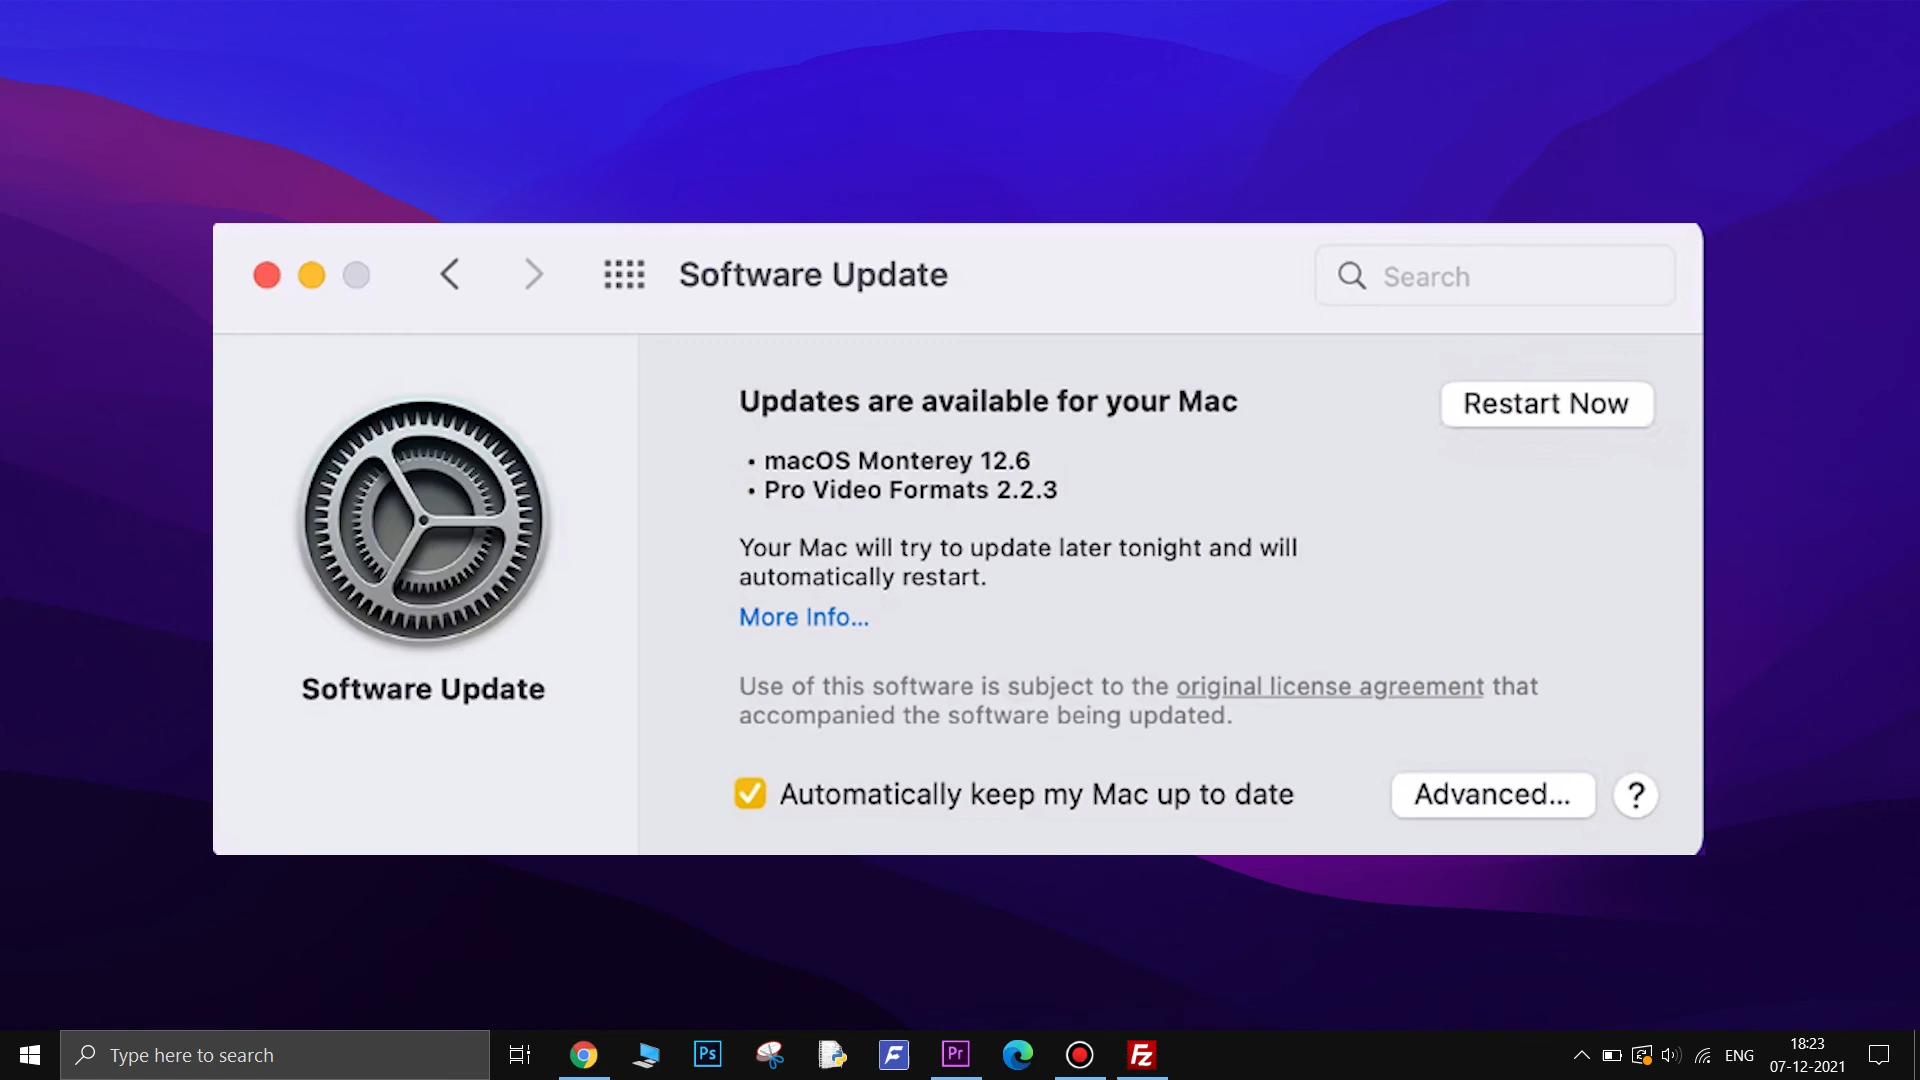 Software Update
Search
Updates are available for your Mac
Restart Now
• macOS Monterey 12.6
• Pro Video Formats 2.2.3
Your Mac will try to update later tonight and will
automatically restart.
More Info...
Software Update
Use of this software is subject to the original license agreement that
accompanied the software being updated.
Automatically keep my Mac up to date
Advanced...
?
Type here to search
Ps
F
Pr
Fz
ENG
18:23
07-12-2021